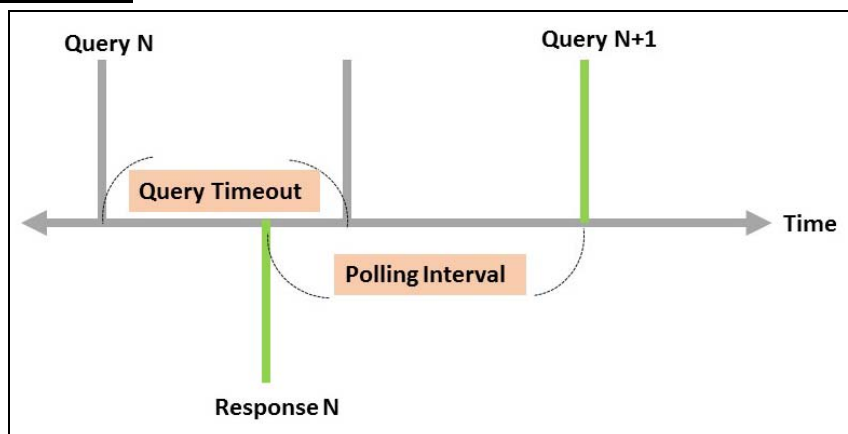 Query N
Query N+1
Query Timeout
Time
Polling Interval
Response N